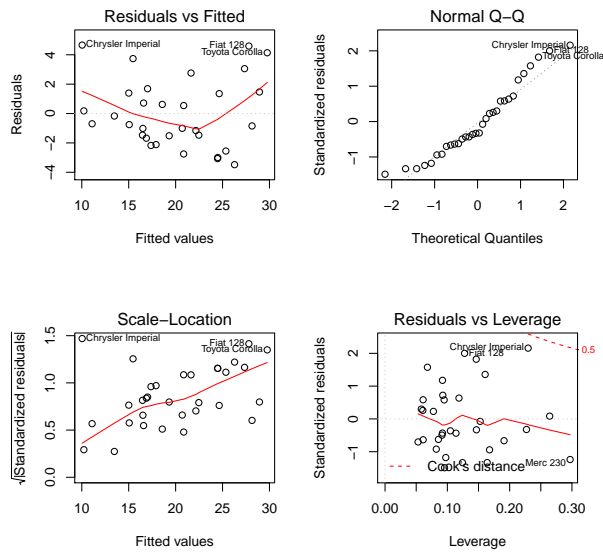 Residuals vs Fitted
Residuals
4
2
0
−2
−4
Chrysler Imperial
Fiat 128
Toyota Corolla
10 15 20 25 30
Fitted values
Normal Q−Q
Standardized residuals
2
1
0
−1
Chrysler Imperial
Fiat 128
Toyota Corolla
−2 −1 0 1 2
Theoretical Quantiles
Scale−Location
√|Standardized residuals|
1.5
1.0
0.5
0.0
Chrysler Imperial
Fiat 128
Toyota Corolla
10 15 20 25 30
Fitted values
Residuals vs Leverage
Standardized residuals
2
1
0
−1
Chrysler Imperial
Fiat 128
0.5
Cook's distance
Merc 230
0.00 0.10 0.20 0.30
Leverage